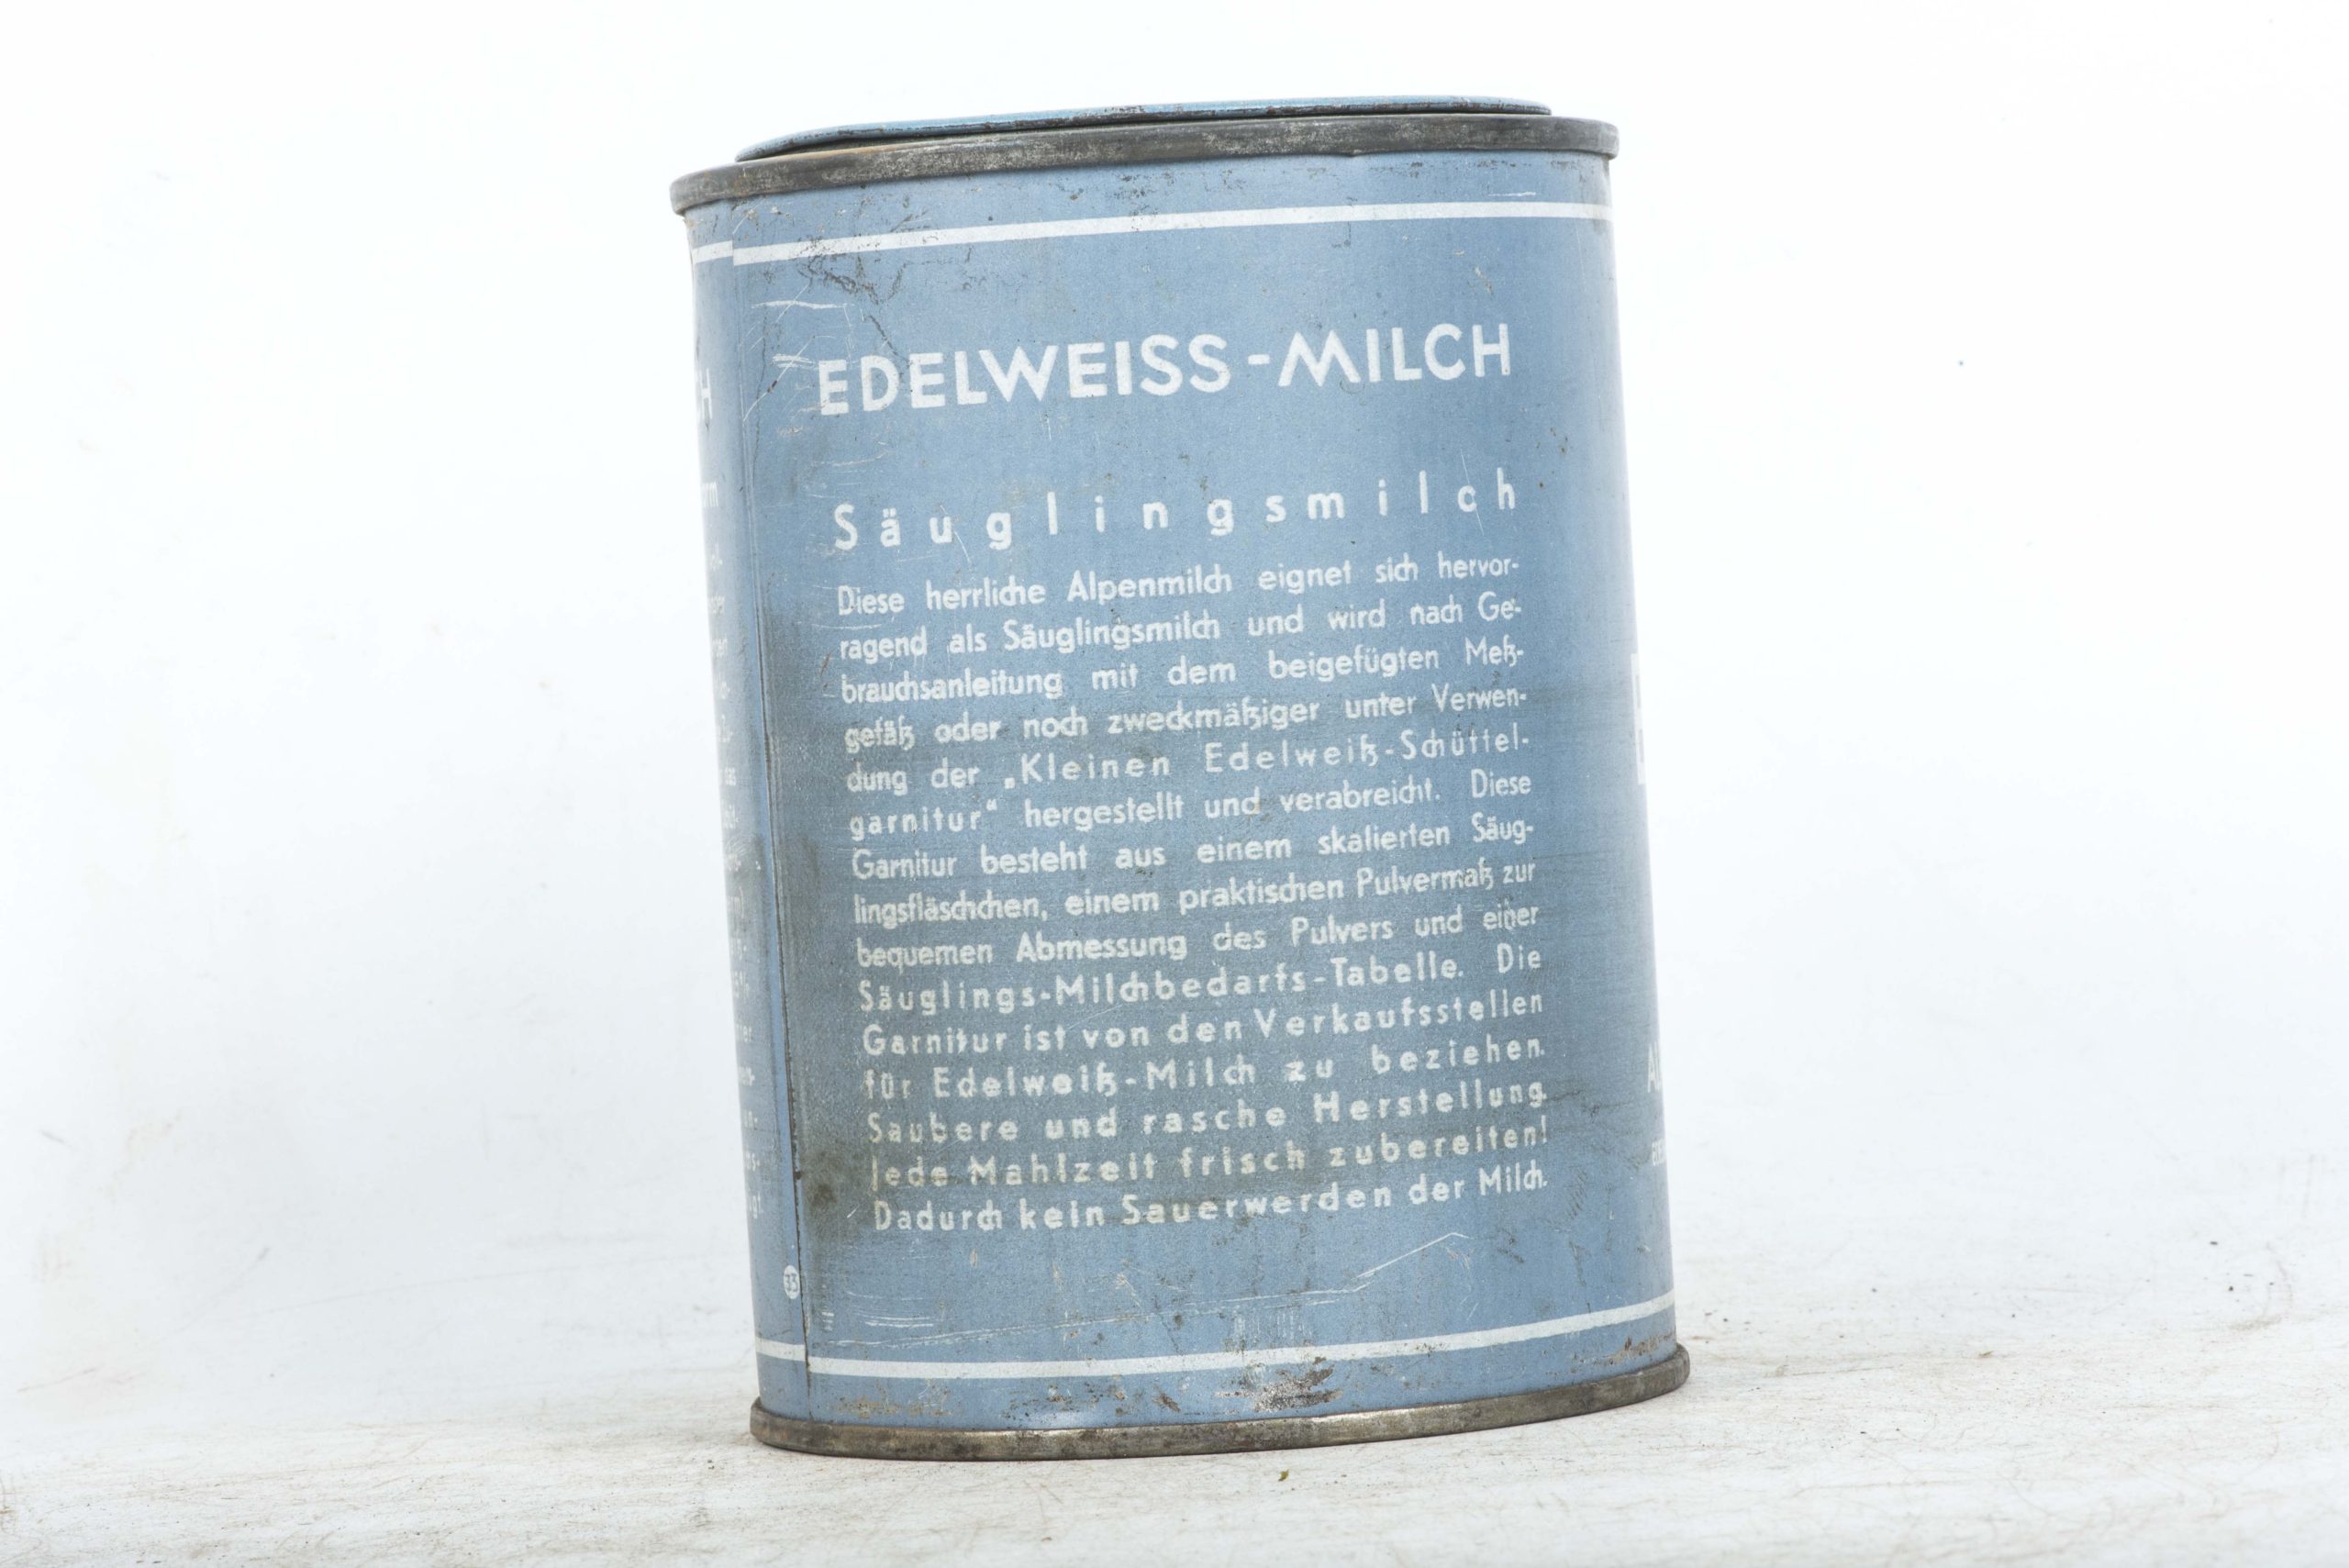 EDELWEISS-MILCH
Säuglingsmilch
Diese herrliche Alpenmilch eignet sich hervor-
ragend als Säuglingsmilch und wird nach Ge-
brauchsanleitung mit dem beigefügten Meß-
gefäß oder noch zweckmäßiger unter Verwen-
dung der „Kleinen Edelweiß-Schüttel-
garnitur“ hergestellt und verabreicht. Diese
Garnitur besteht aus einem skalierten Säug-
lingsfläschchen, einem praktischen Pulvermaß zur
bequemen Abmessung des Pulvers und einer
Säuglings-Milchbedarfs-Tabelle. Die
Garnitur ist von den Verkaufsstellen
für Edelweiß-Milch zu beziehen.
Saubere und rasche Herstellung.
Jede Mahlzeit frisch zubereiten!
Dadurch kein Sauerwerden der Milch.
33